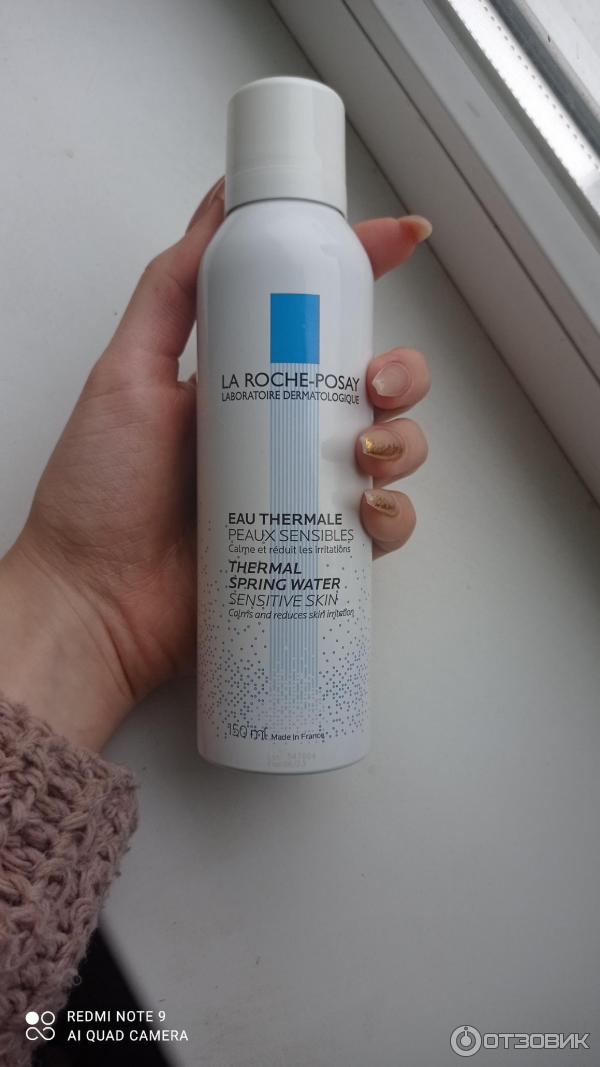 LA ROCHE-POSAY
LABORATOIRE DERMATOLOGIQUE
EAU THERMALE
PEAUX SENSIBLES
Calme et réduit les irritations
THERMAL
SPRING WATER
SENSITIVE SKIN
Calms and reduces skin irritation
150 ml Made in France
REDMI NOTE 9
AI QUAD CAMERA
ОТЗОВИК